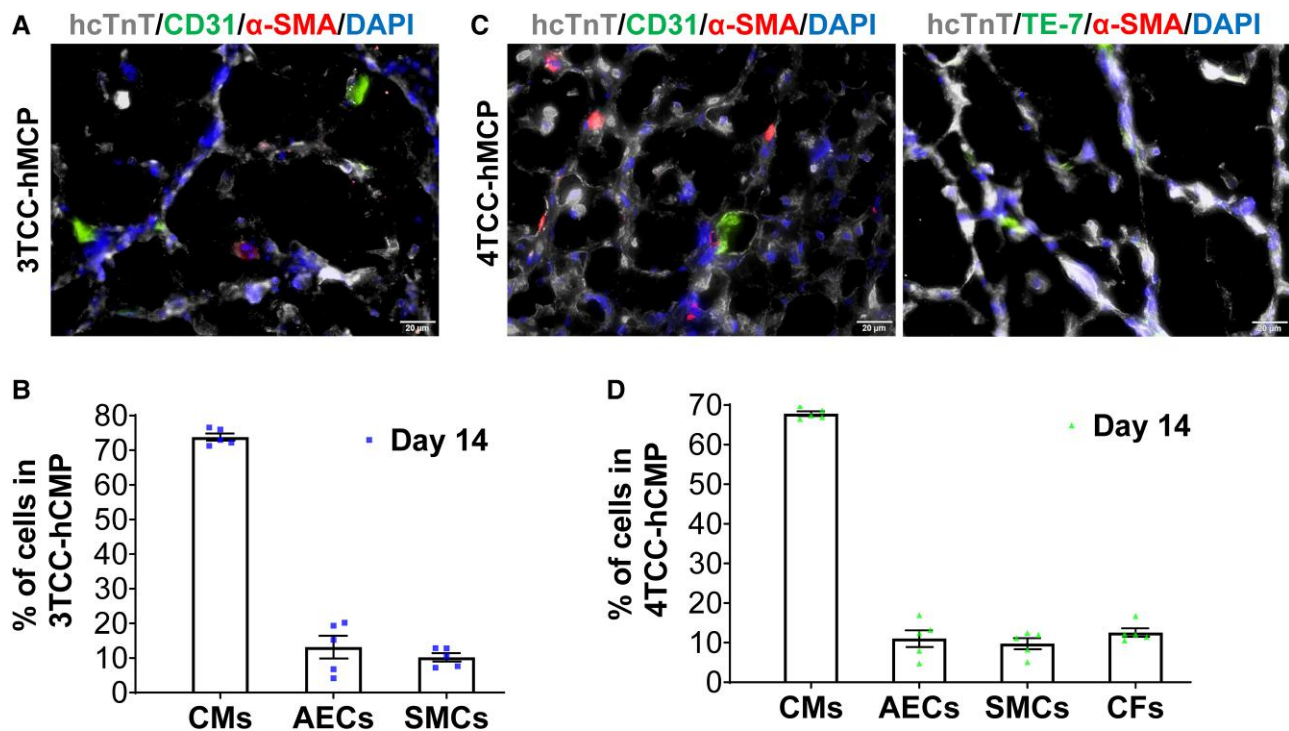 A
hcTnT/CD31/α-SMA/DAPI
3TCC-hMCP
20 µm
C
hcTnT/CD31/α-SMA/DAPI
hcTnT/TE-7/α-SMA/DAPI
4TCC-hMCP
20 µm
20 µm
B
% of cells in
3TCC-hCMP
80
70
60
50
40
30
20
10
0
Day 14
CMs AECs SMCs
D
% of cells in
4TCC-hCMP
70
60
50
40
30
20
10
0
Day 14
CMs AECs SMCs CFs